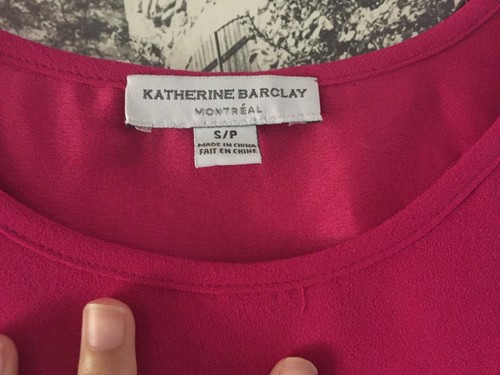 KATHERINE BARCLAY
MONTRÉAL
S/P
MADE IN CHINA
FAIT EN CHINE